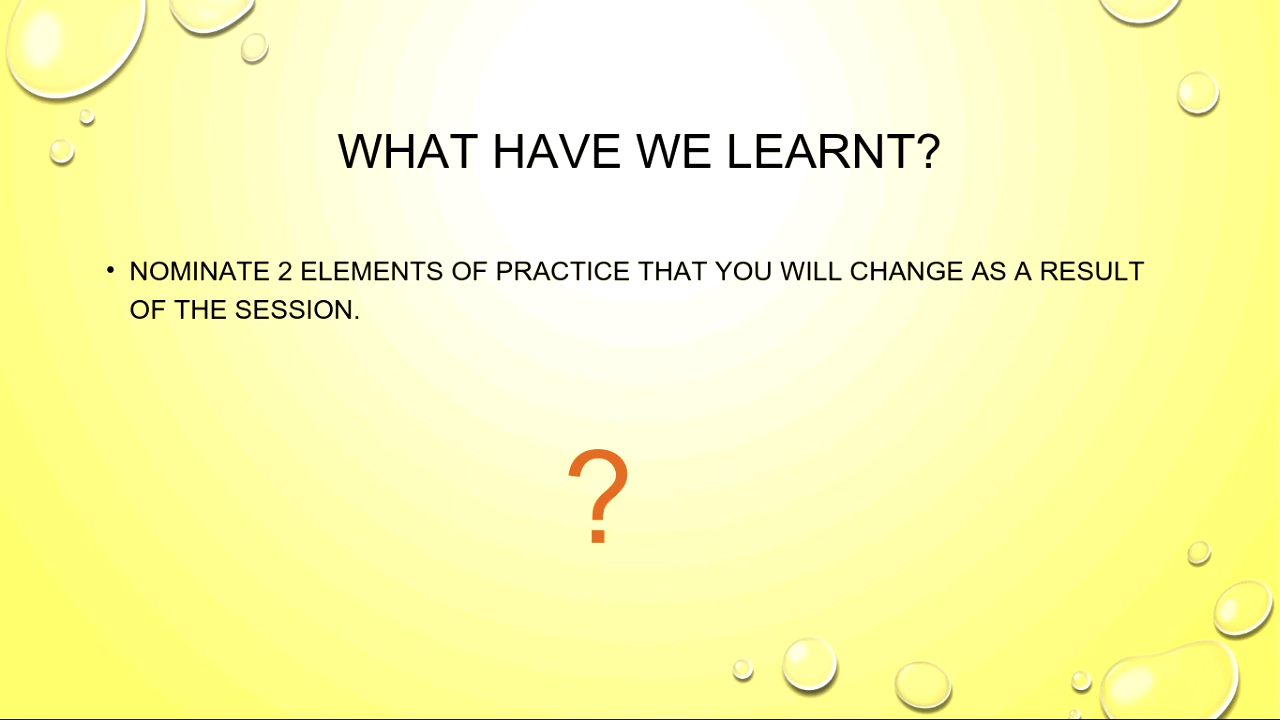 WHAT HAVE WE LEARNT?
• NOMINATE 2 ELEMENTS OF PRACTICE THAT YOU WILL CHANGE AS A RESULT
OF THE SESSION.
?